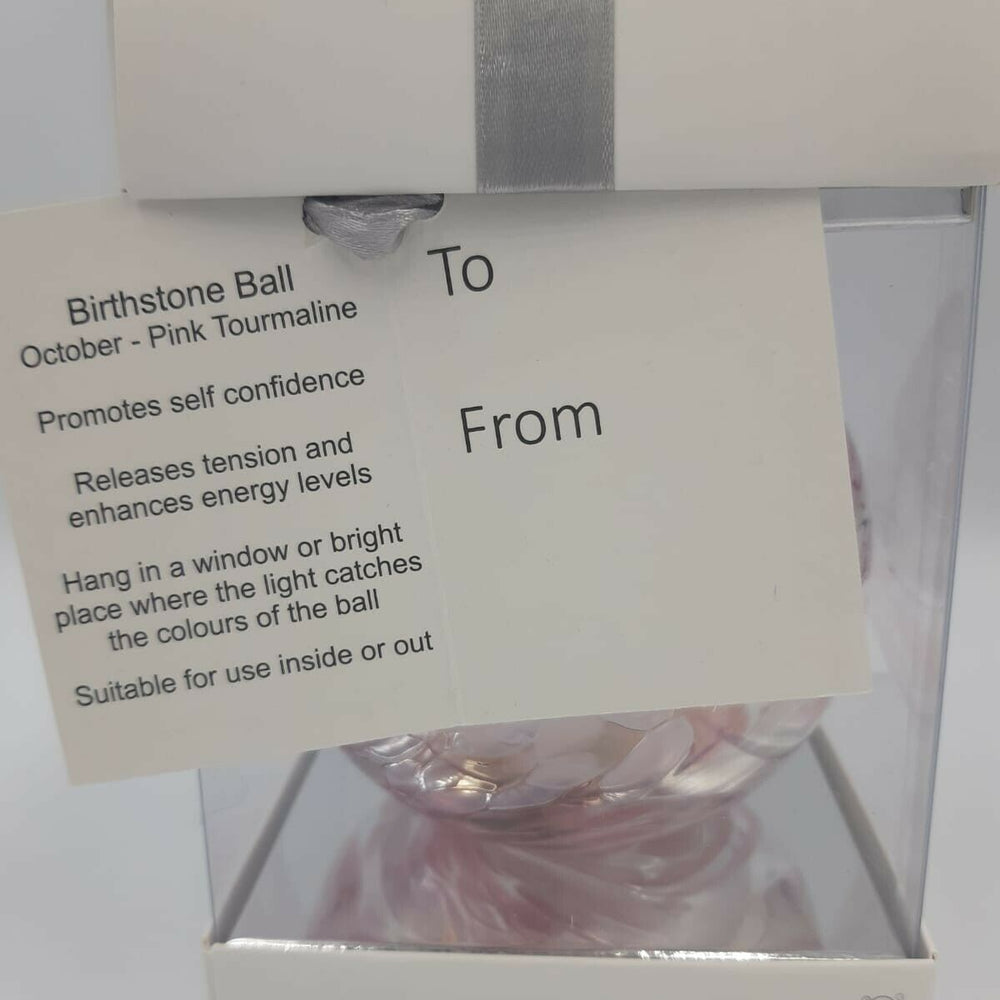 Birthstone Ball
October - Pink Tourmaline
Promotes self confidence
Releases tension and
enhances energy levels
Hang in a window or bright
place where the light catches
the colours of the ball
Suitable for use inside or out
To
From